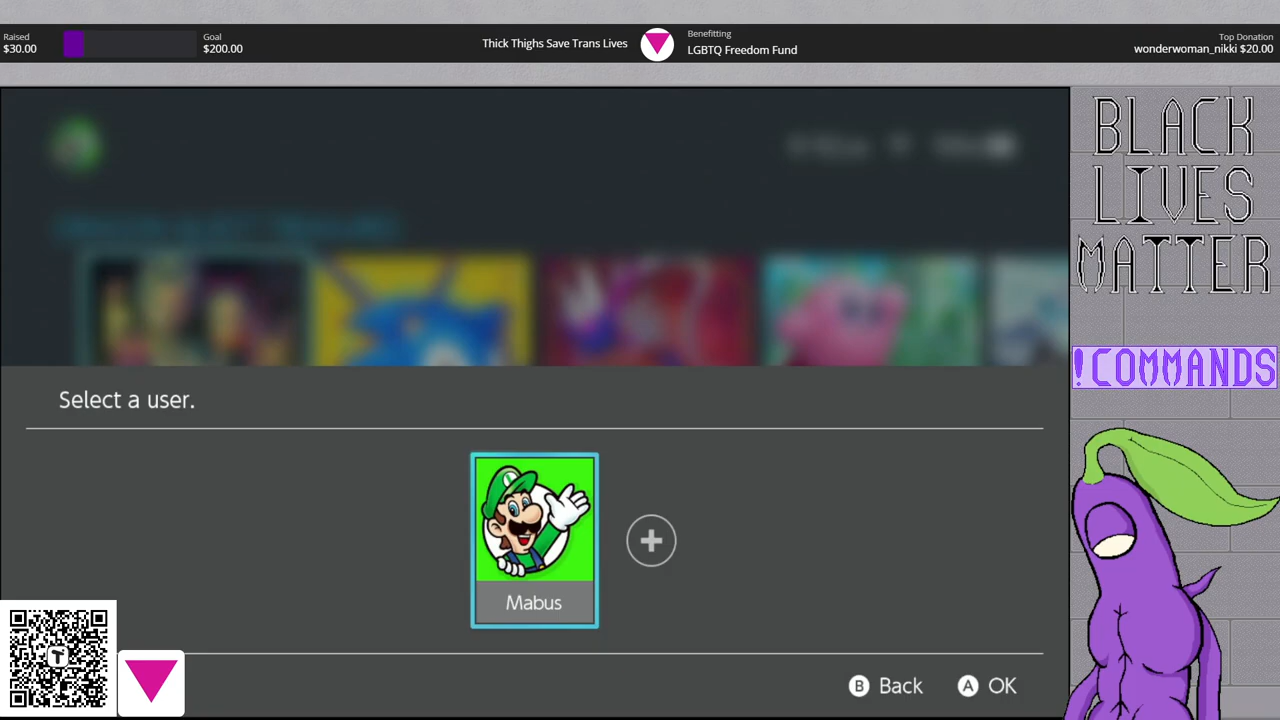 Raised
$30.00
Goal
$200.00
Thick Thighs Save Trans Lives
Benefitting
LGBTQ Freedom Fund
Top Donation
wonderwoman_nikki $20.00
BLACK
LIVES
MATTER
!COMMANDS
Select a user.
Mabus
T
B Back
A OK